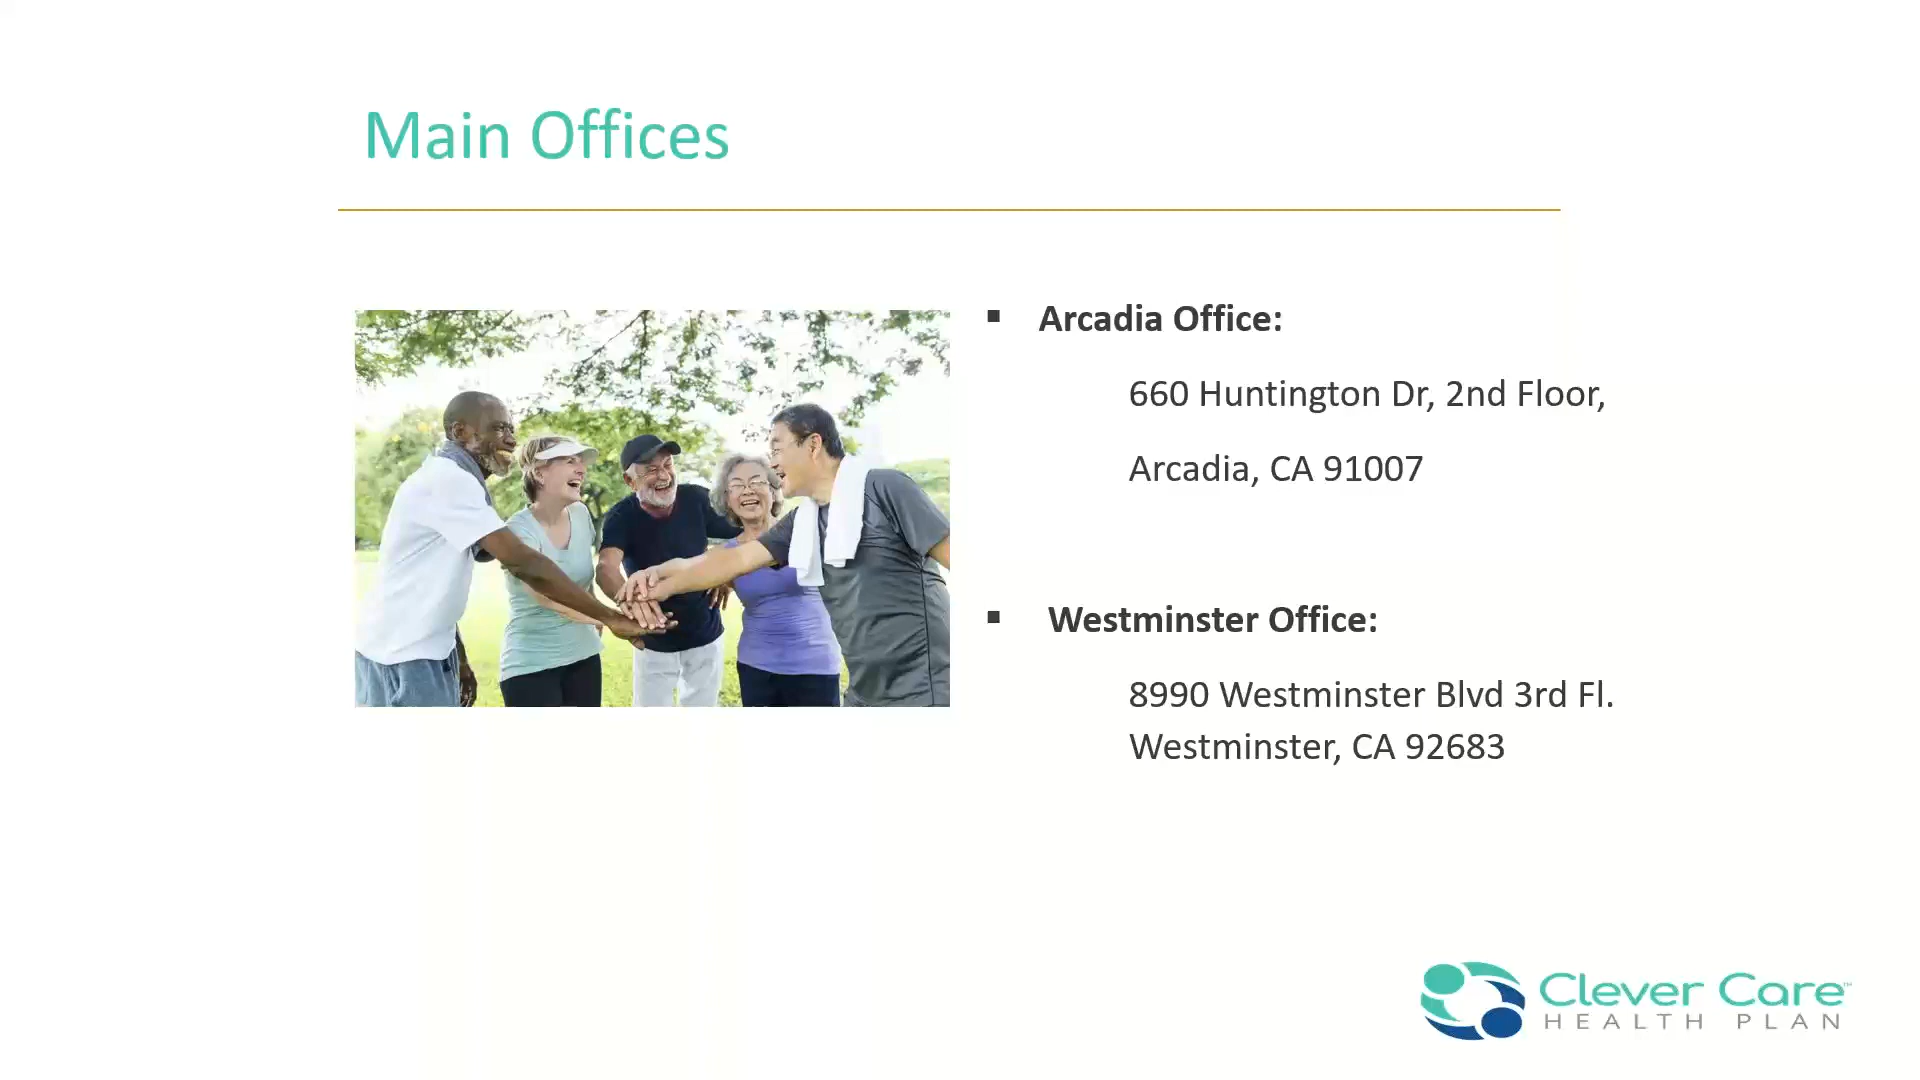 Main Offices
▪ Arcadia Office:
660 Huntington Dr, 2nd Floor,
Arcadia, CA 91007
▪ Westminster Office:
8990 Westminster Blvd 3rd Fl.
Westminster, CA 92683
Clever Care™
HEALTH PLAN